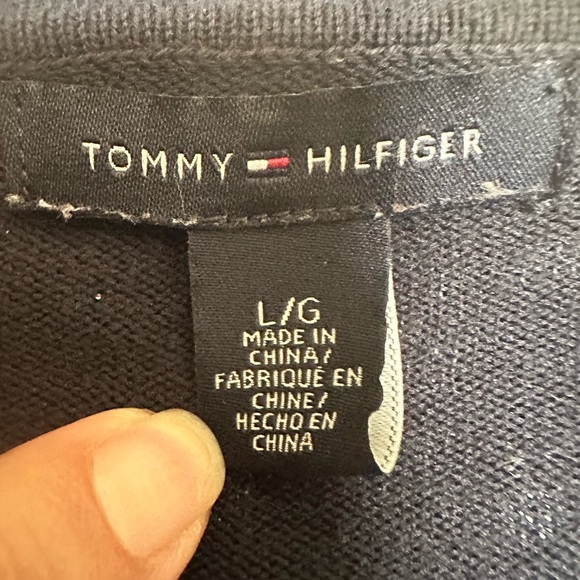 TOMMY HILFIGER
L/G
MADE IN
CHINA/
FABRIQUÉ EN
CHINE/
HECHO EN
CHINA